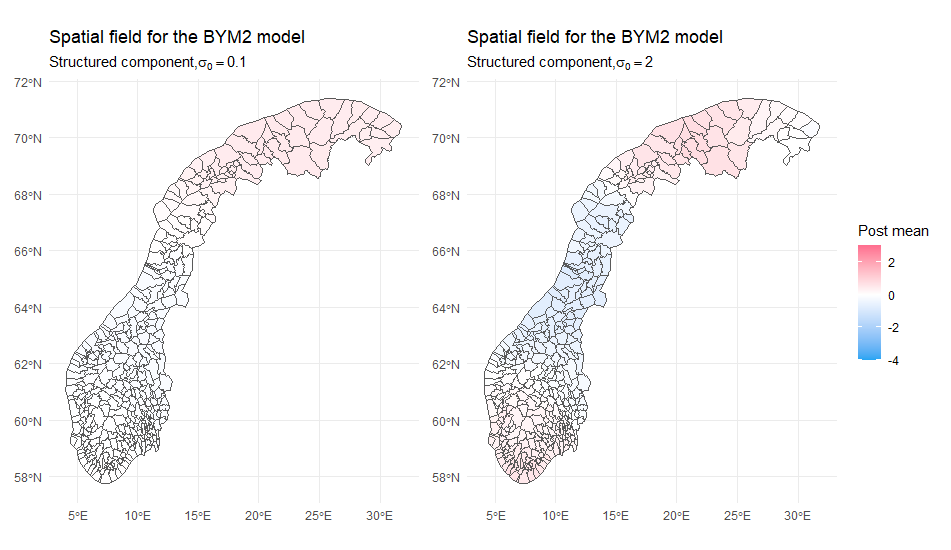 Spatial field for the BYM2 model
Structured component,σ₀ = 0.1
72°N
70°N
68°N
66°N
64°N
62°N
60°N
58°N
5°E 10°E 15°E 20°E 25°E 30°E
Spatial field for the BYM2 model
Structured component,σ₀ = 2
72°N
70°N
68°N
66°N
64°N
62°N
60°N
58°N
5°E 10°E 15°E 20°E 25°E 30°E
Post mean
2
0
-2
-4